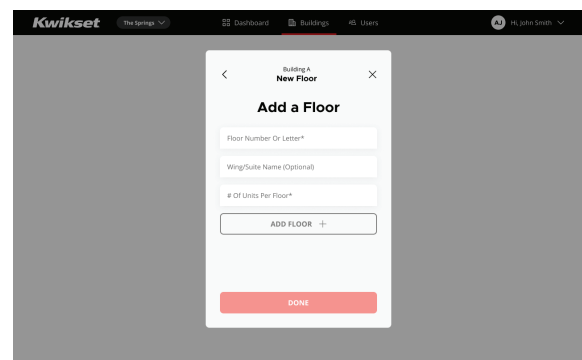 Kwikset The Springs Dashboard Buildings Users AJ Hi, John Smith
Building A
New Floor
Add a Floor
Floor Number Or Letter*
Wing/Suite Name (Optional)
# Of Units Per Floor*
ADD FLOOR +
DONE